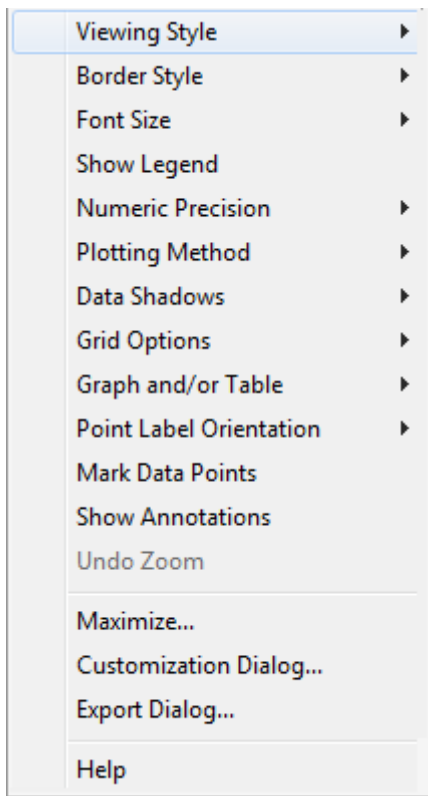 Viewing Style
Border Style
Font Size
Show Legend
Numeric Precision
Plotting Method
Data Shadows
Grid Options
Graph and/or Table
Point Label Orientation
Mark Data Points
Show Annotations
Undo Zoom
Maximize...
Customization Dialog...
Export Dialog...
Help